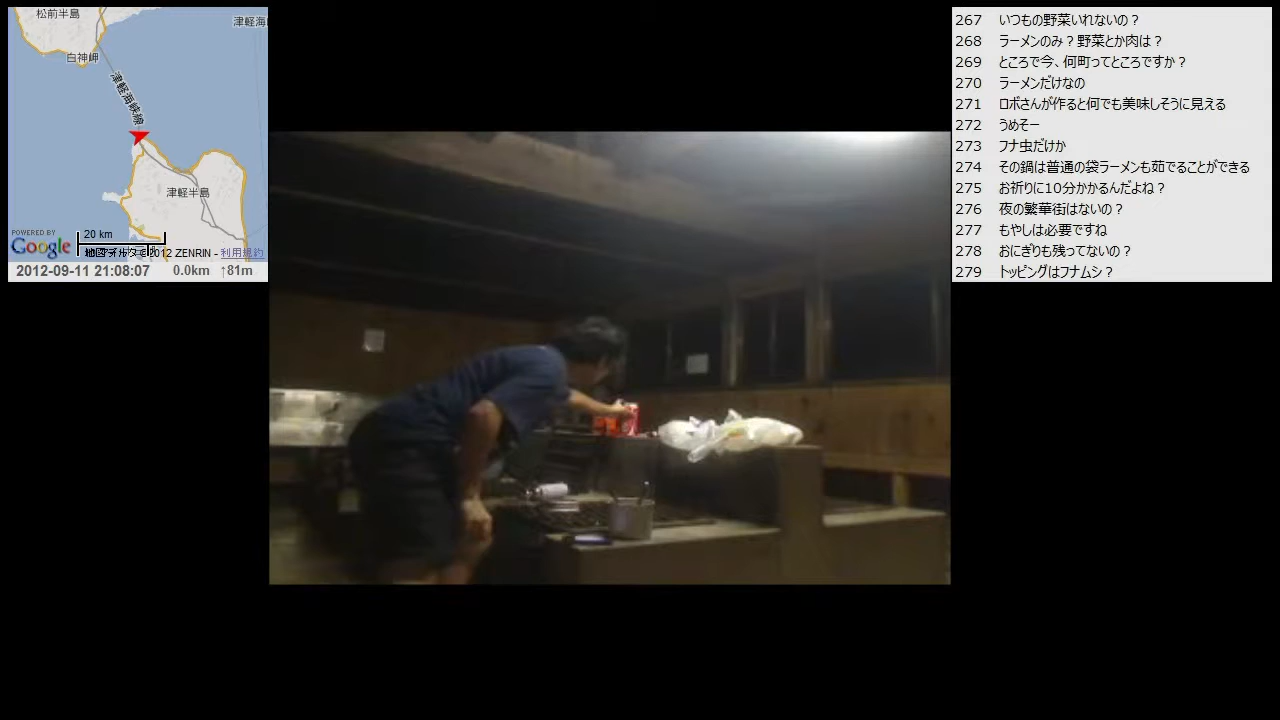 松前半島
津軽海
白神岬
津軽海峡線
津軽半島
POWERED BY
Google
20 km
2012 ZENRIN - 利用規約
2012-09-11 21:08:07 0.0km ↑81m
267 いつもの野菜いれないの？
268 ラーメンのみ？野菜とか肉は？
269 ところで今、何町ってところですか？
270 ラーメンだけなの
271 ロボさんが作ると何でも美味しそうに見える
272 うめそー
273 フナ虫だけか
274 その鍋は普通の袋ラーメンも茹でることができる
275 お祈りに10分かかるんだよね？
276 夜の繁華街はないの？
277 もやしは必要ですね
278 おにぎりも残ってないの？
279 トッピングはフナムシ？